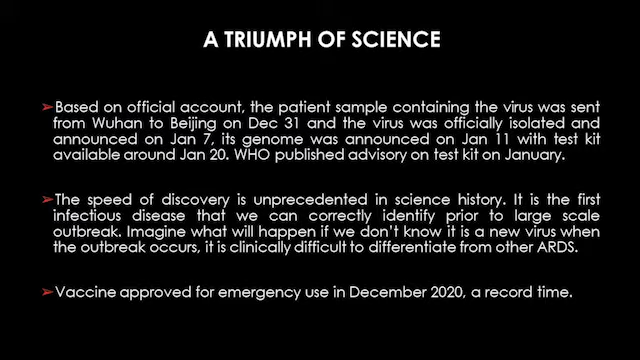 A TRIUMPH OF SCIENCE
➢Based on official account, the patient sample containing the virus was sent
from Wuhan to Beijing on Dec 31 and the virus was officially isolated and
announced on Jan 7, its genome was announced on Jan 11 with test kit
available around Jan 20. WHO published advisory on test kit on January.
➢The speed of discovery is unprecedented in science history. It is the first
infectious disease that we can correctly identify prior to large scale
outbreak. Imagine what will happen if we don't know it is a new virus when
the outbreak occurs, it is clinically difficult to differentiate from other ARDS.
➢Vaccine approved for emergency use in December 2020, a record time.